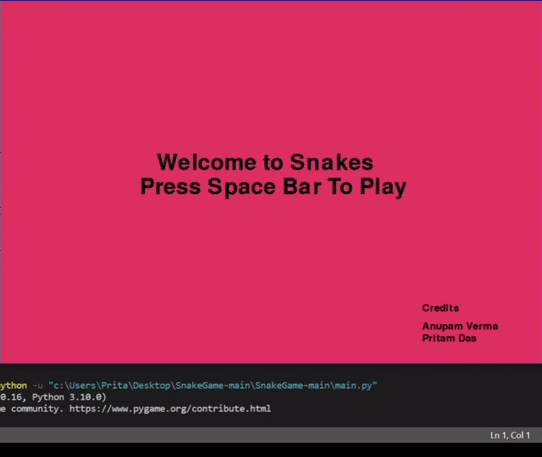 Welcome to Snakes
Press Space Bar To Play
Credits
Anupam Verma
Pritam Das
ython -u "c:\Users\Prita\Desktop\SnakeGame-main\SnakeGame-main\main.py"
0.16, Python 3.10.0)
e community. https://www.pygame.org/contribute.html
Ln 1, Col 1